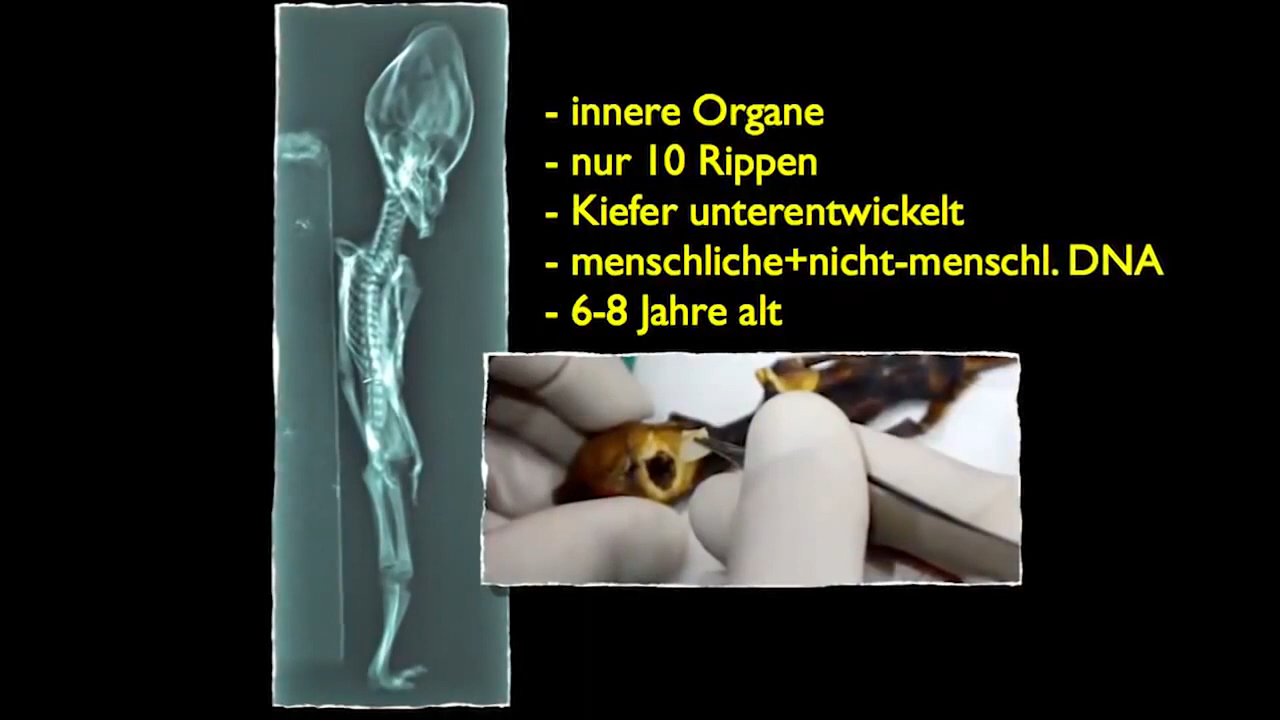 - innere Organe
- nur 10 Rippen
- Kiefer unterentwickelt
- menschliche+nicht-menschl. DNA
- 6-8 Jahre alt